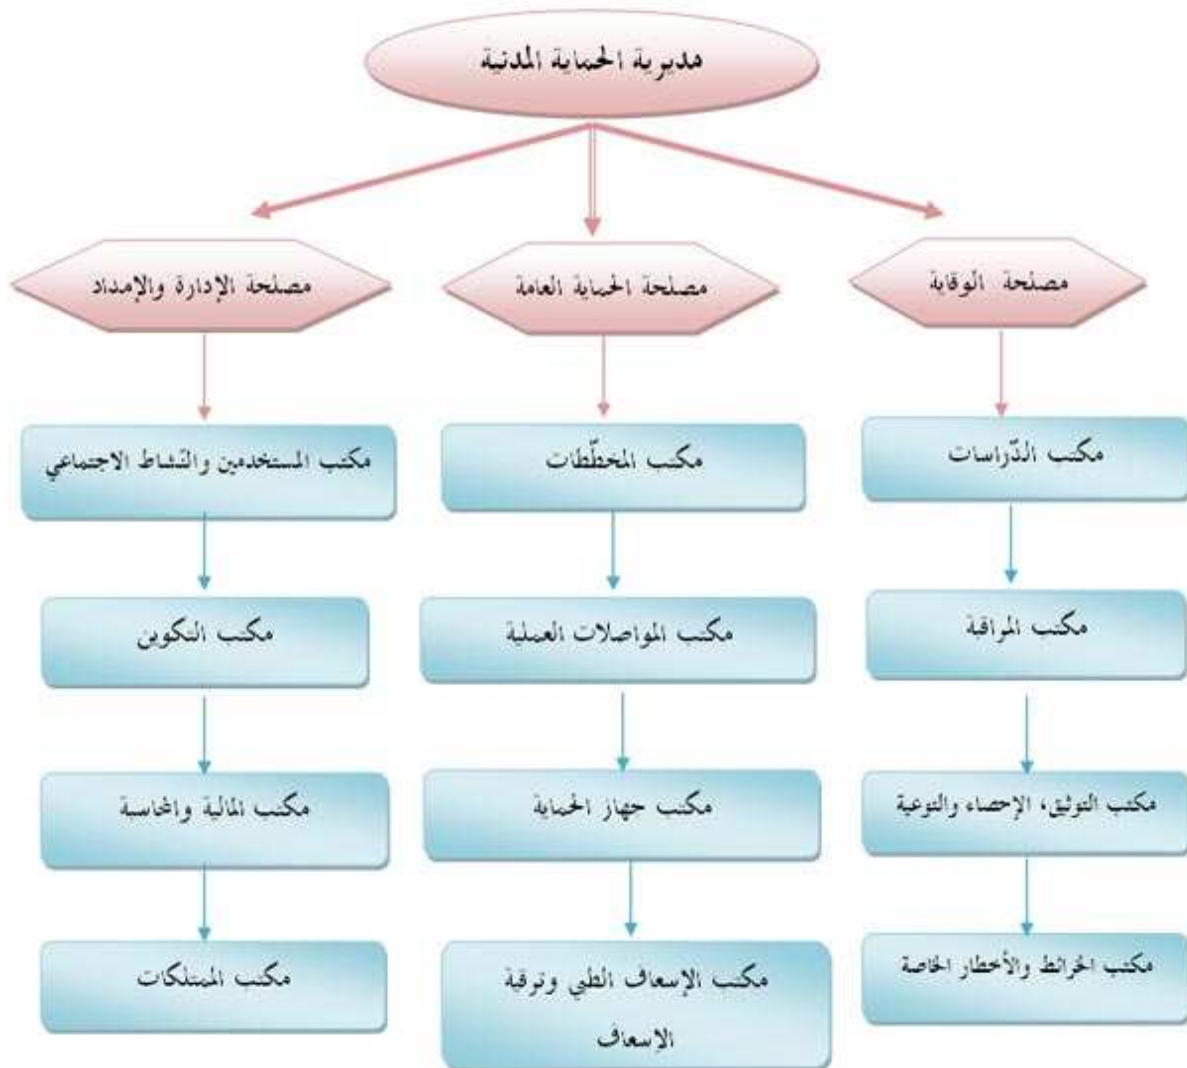 مديرية الحماية المدنية
مصلحة الوقاية
مصلحة الحماية العامة
مصلحة الإدارة والإمداد
مكتب الدّراسات
مكتب المخطّطات
مكتب المستخدمين والنّشاط الاجتماعي
مكتب المراقبة
مكتب المواصلات العملية
مكتب التكوين
مكتب التوثيق، الإحصاء والتوعية
مكتب جهاز الحماية
مكتب المالية والمحاسبة
مكتب الخرائط والأخطار الخاصة
مكتب الإسعاف الطبي وترقية
الإسعاف
مكتب الممتلكات